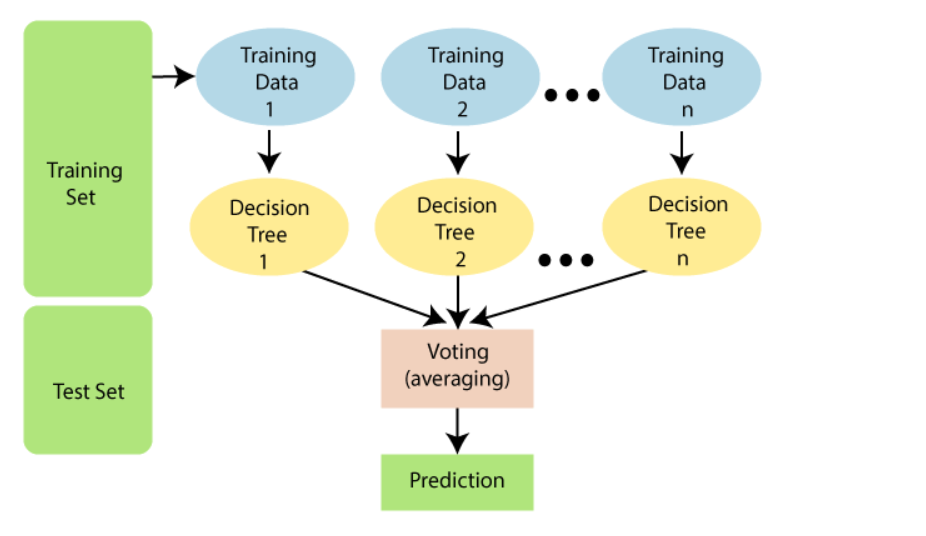 Training
Set
Training
Data
1
Training
Data
2
Training
Data
n
Decision
Tree
1
Decision
Tree
2
Decision
Tree
n
Test Set
Voting
(averaging)
Prediction